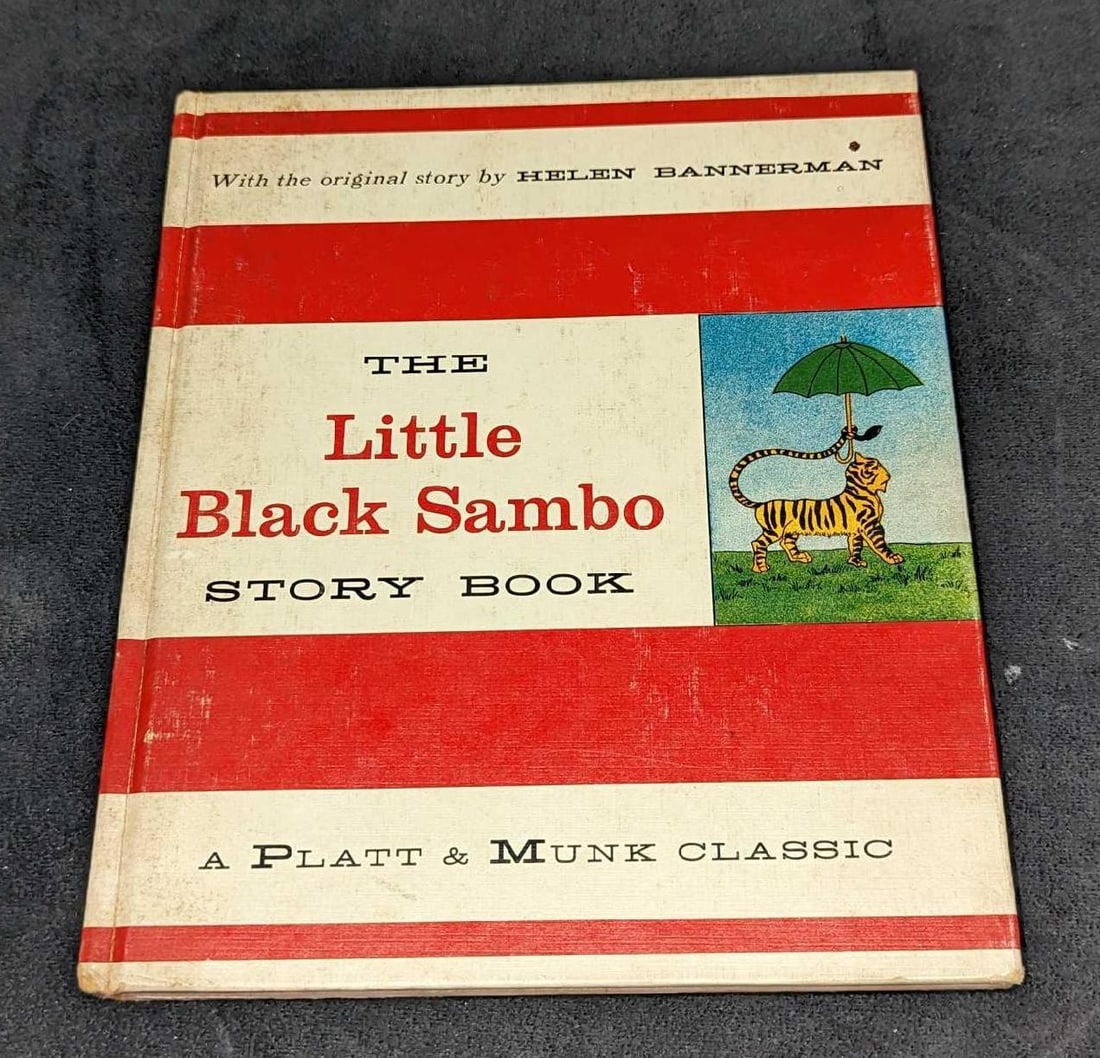 With the original story by HELEN BANNERMAN
THE
Little
Black Sambo
STORY BOOK
A PLATT & MUNK CLASSIC